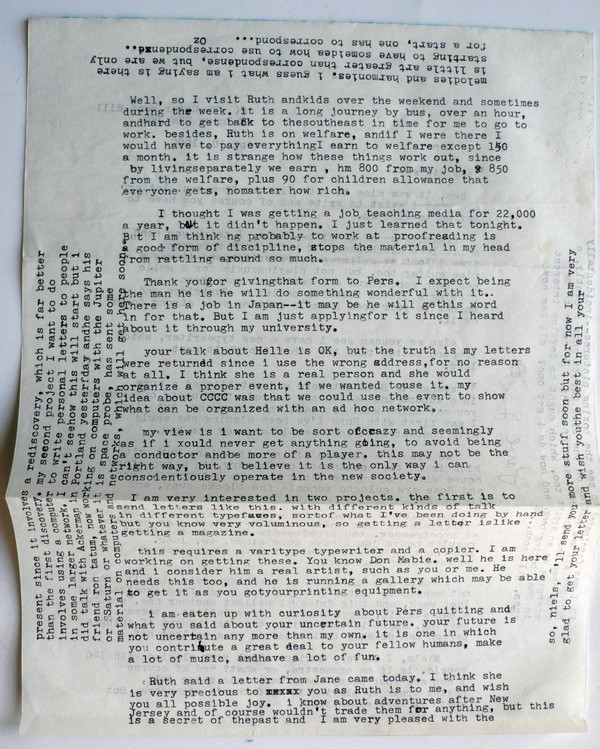 Well, so I visit Ruth andkids over the weekend and sometimes
during the week. it is a long journey by bus, over an hour,
andhard to get back to thesoutheast in time for me to go to
work. besides, Ruth is on welfare, andif I were there I
would have to pay everythingI earn to welfare except 150
a month. it is strange how these things work out, since
by livingseparately we earn , hm 800 from my job, & 850
from the welfare, plus 90 for children allowance that
everyone gets, nomatter how rich.
I thought I was getting a job teaching media for 22,000
a year, but it didn't happen. I just learned that tonight.
But I am think ng probably to work at proofreading is
a good form of discipline, stops the material in my head
from rattling around so much.
Thank youfor givingthat form to Pers. I expect being
the man he is he will do something wonderful with it..
There is a job in Japan--it may be he will gethis word
in for that. But I am just applyingfor it since I heard
about it through my university.
your talk about Helle is OK, but the truth is my letters
were returned since i use the wrong address,for no reason
at all, I think she is a real person and she would
organize a proper event, if we wanted touse it. my
idea about CCCC was that we could use the event to show
what can be organized with an ad hoc network,.
my view is i want to be sort ofcrazy and seemingly
as if i xould never get anything going, to avoid being
a conductor andbe more of a player. this may not be the
right way, but i believe it is the only way i can
conscientiously operate in the new society.
I am very interested in two projects. the first is to
send letters like this. with different kinds of talk
in different typefaces, sortof what I've been doing by hand
but you know very voluminous, so getting a letter islike
getting a magazine.
this requires a varitype typewriter and a copier. I am
working on getting these. You know Don Mabie. well he is here
and i consider him a real artist, such as you or me. He
needs this too, and he is running a gallery which may be able
to get it as you gotyourprinting equipment.
i am eaten up with curiosity about Pers quitting and
what you said about your uncertain future. your future is
not uncertain any more than my own. it is one in which
you contribute a great deal to your fellow humans, make
a lot of music, andhave a lot of fun.
Ruth said a letter from Jane came today. I think she
is very precious to xxxxx you as Ruth is to me, and wish
you all possible joy. i know about adventures after New
Jersey and of course wouldn't trade them for anything, but this
is a secret of thepast and I am very pleased with the
present since it involves a rediscovery, which is far better
than the first discovery. my second project I want to do
involves using a computer to write personal letters to people
in some larger network. I can't seehow this will start but i
did talk with Ackerman in Portland yesterday andhe says his
friend ron tatum, now working on computers with the Jupiter
or SSaturn or whatever it is space probe, has sent some
material on computers and networks, which will get here soon.
so, niels, 'll send you more stuff soon but for now I am very
glad to get your letter and wish youthe best in all your
melodies and harmonies. i guess what i am saying is there
is little art greater than correspondense, but we are only
starting to have someidea how to use correspondense..
for a start, one has to correspond... Oz